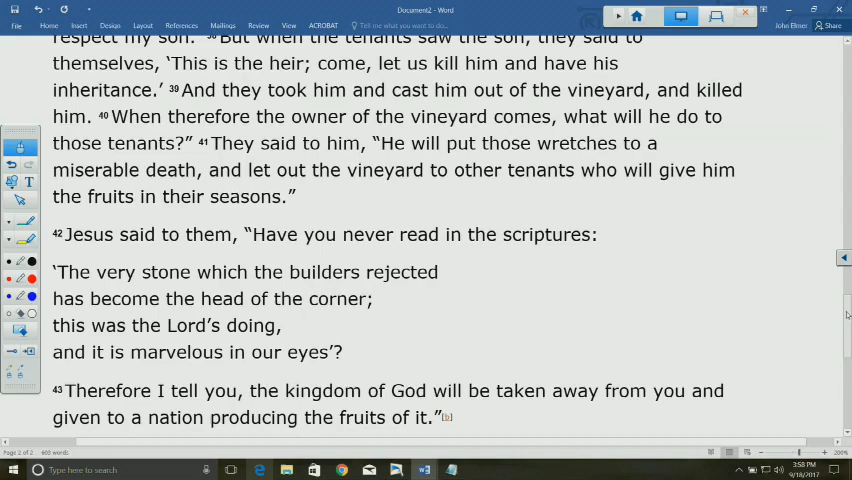 Document2 - Word
File Home Insert Design Layout References Mailings Review View ACROBAT Tell me what you want to do... John Elmer Share
respect my son.’ 38 But when the tenants saw the son, they said to
themselves, ‘This is the heir; come, let us kill him and have his
inheritance.’ 39 And they took him and cast him out of the vineyard, and killed
him. 40 When therefore the owner of the vineyard comes, what will he do to
those tenants?” 41 They said to him, “He will put those wretches to a
miserable death, and let out the vineyard to other tenants who will give him
the fruits in their seasons.”
42 Jesus said to them, “Have you never read in the scriptures:
‘The very stone which the builders rejected
has become the head of the corner;
this was the Lord’s doing,
and it is marvelous in our eyes’?
43 Therefore I tell you, the kingdom of God will be taken away from you and
given to a nation producing the fruits of it.”[b]
Page 2 of 2 603 words 200%
Type here to search 3:58 PM
9/18/2017